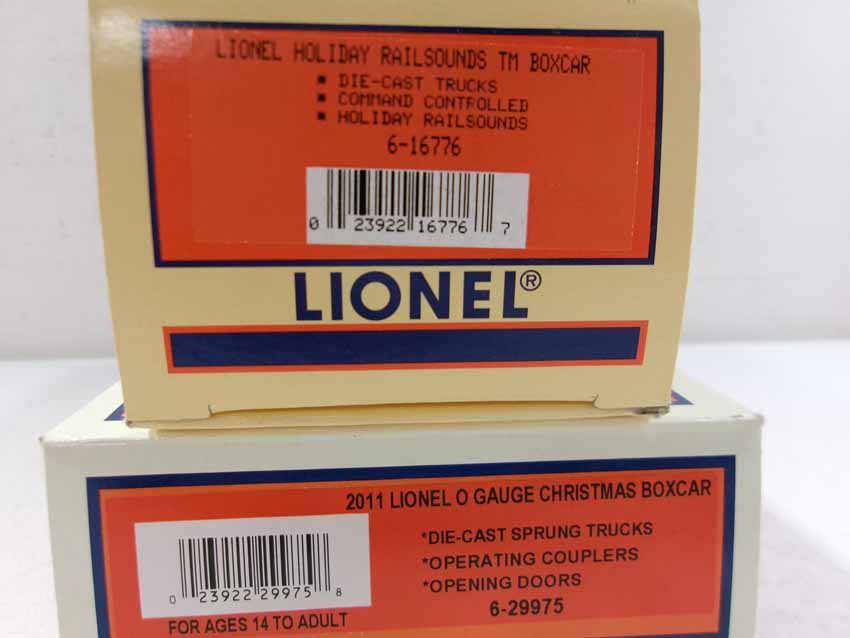 LIONEL HOLIDAY RAILSOUNDS TM BOXCAR
▪ DIE-CAST TRUCKS
▪ COMMAND CONTROLLED
▪ HOLIDAY RAILSOUNDS
6-16776
0 23922 16776 7
LIONEL®
2011 LIONEL O GAUGE CHRISTMAS BOXCAR
*DIE-CAST SPRUNG TRUCKS
*OPERATING COUPLERS
*OPENING DOORS
6-29975
0 23922 29975 8
FOR AGES 14 TO ADULT